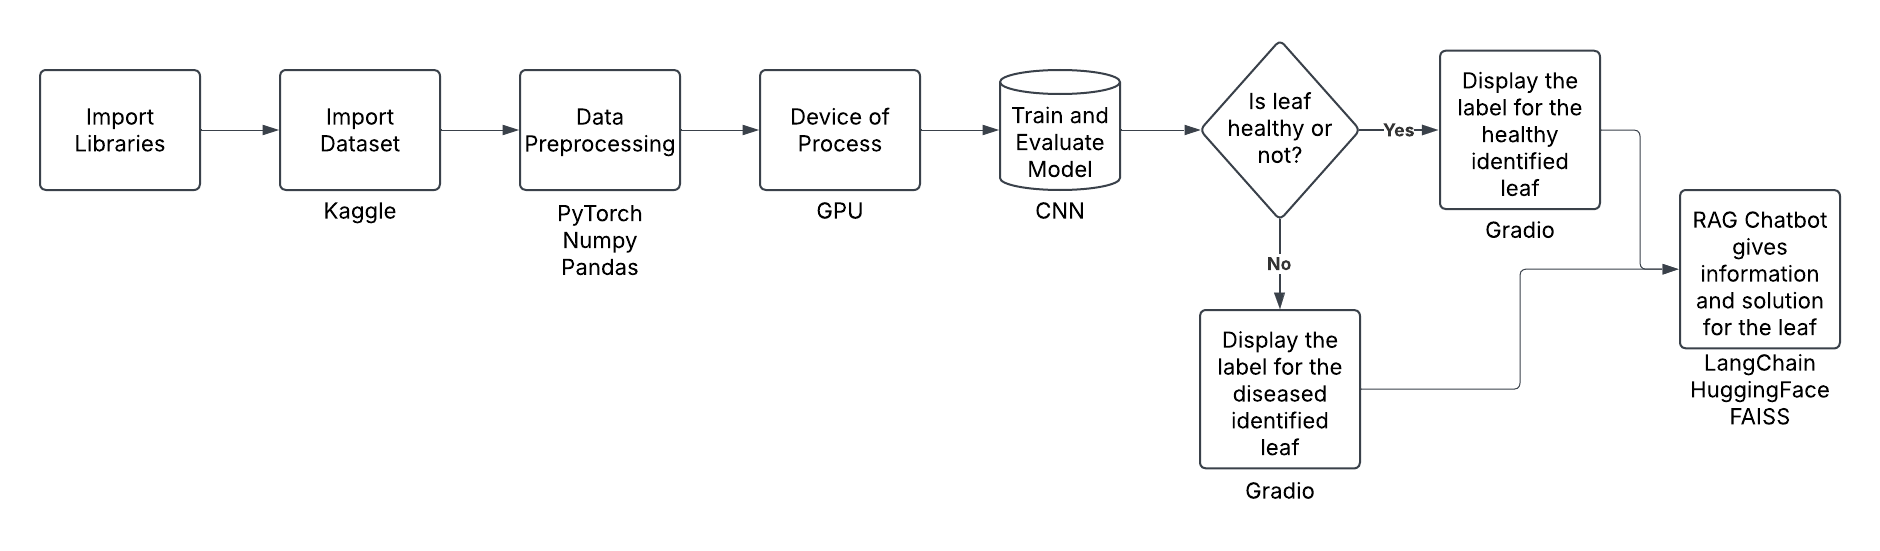 Import
Libraries
Import
Dataset
Kaggle
Data
Preprocessing
PyTorch
Numpy
Pandas
Device of
Process
GPU
Train and
Evaluate
Model
CNN
Is leaf
healthy or
not?
Yes
Display the
label for the
healthy
identified
leaf
Gradio
No
Display the
label for the
diseased
identified
leaf
Gradio
RAG Chatbot
gives
information
and solution
for the leaf
LangChain
HuggingFace
FAISS